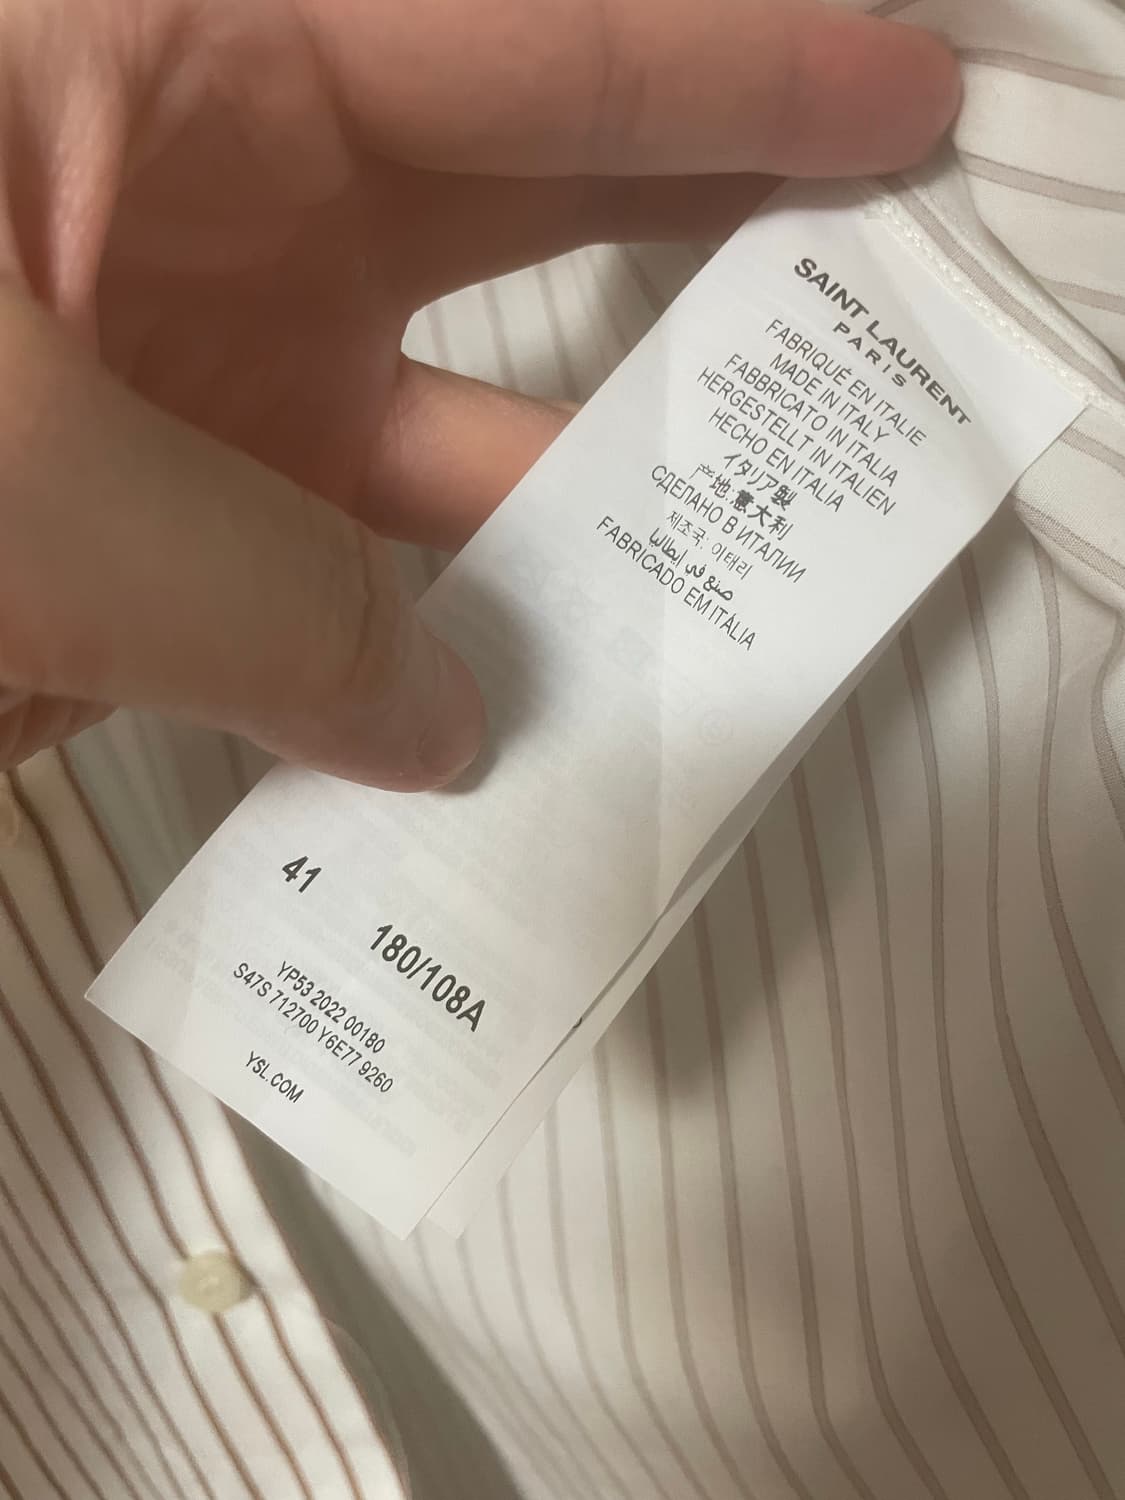 SAINT LAURENT
PARIS
FABRIQUÉ EN ITALIE
MADE IN ITALY
FABBRICATO IN ITALIA
HERGESTELLT IN ITALIEN
HECHO EN ITALIA
イタリア製
产地:意大利
СДЕЛАНО В ИТАЛИИ
제조국: 이태리
صنع في إيطاليا
FABRICADO EM ITÁLIA
41
180/108A
YP53 2022 00180
S47S 712700 Y6E77 9260
YSL.COM